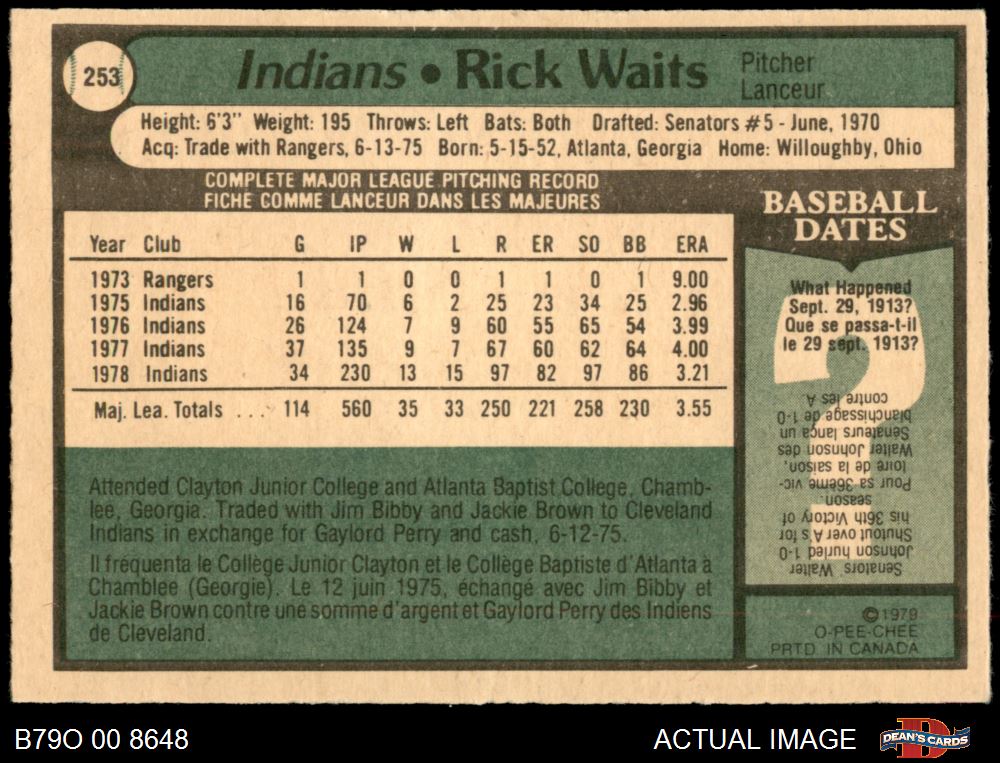 253
Indians • Rick Waits
Pitcher
Lanceur
Height: 6'3" Weight: 195 Throws: Left Bats: Both Drafted: Senators #5 - June, 1970
Acq: Trade with Rangers, 6-13-75 Born: 5-15-52, Atlanta, Georgia Home: Willoughby, Ohio
COMPLETE MAJOR LEAGUE PITCHING RECORD
FICHE COMME LANCEUR DANS LES MAJEURES
Year Club G IP W L R ER SO BB ERA
1973 Rangers 1 1 0 0 1 1 0 1 9.00
1975 Indians 16 70 6 2 25 23 34 25 2.96
1976 Indians 26 124 7 9 60 55 65 54 3.99
1977 Indians 37 135 9 7 67 60 62 64 4.00
1978 Indians 34 230 13 15 97 82 97 86 3.21
Maj. Lea. Totals ... 114 560 35 33 250 221 258 230 3.55
Attended Clayton Junior College and Atlanta Baptist College, Chamb-
lee, Georgia. Traded with Jim Bibby and Jackie Brown to Cleveland
Indians in exchange for Gaylord Perry and cash, 6-12-75.
Il fréquenta le Collège Junior Clayton et le Collège Baptiste d'Atlanta à
Chamblee (Georgie). Le 12 juin 1975, échangé avec Jim Bibby et
Jackie Brown contre une somme d'argent et Gaylord Perry des Indiens
de Cleveland.
BASEBALL
DATES
What Happened
Sept. 29, 1913?
Que se passa-t-il
le 29 sept. 1913?
Senators' Walter
Johnson hurled 1-0
Shutout over A's for
his 36th Victory of
season.
Pour sa 36ème vic-
toire de la saison,
Walter Johnson des
Sénateurs lança un
blanchissage de 1-0
contre les A
©1979
O-PEE-CHEE
PRTD. IN CANADA
B79O 00 8648
ACTUAL IMAGE
D
DEAN'S CARDS